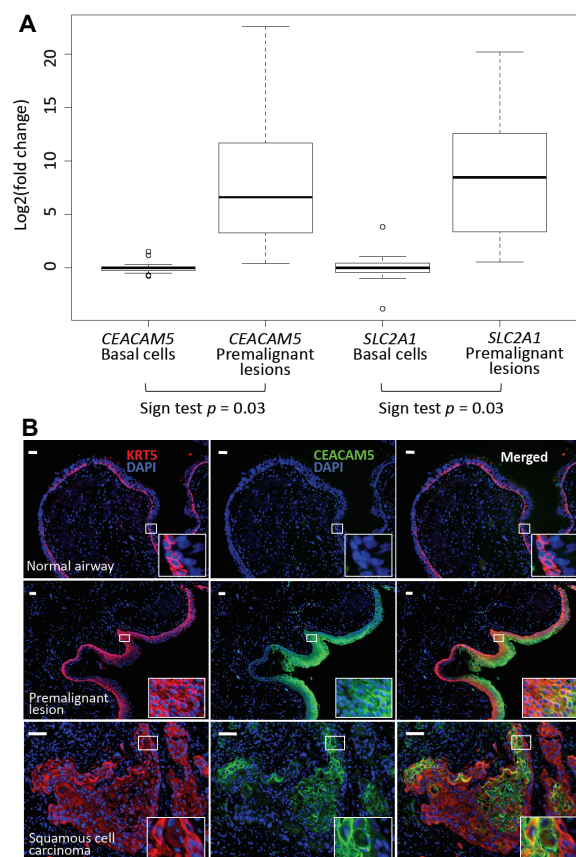 A
Log2(fold change)
20
15
10
5
0
CEACAM5
Basal cells
CEACAM5
Premalignant
lesions
SLC2A1
Basal cells
SLC2A1
Premalignant
lesions
Sign test p = 0.03
Sign test p = 0.03
B
KRT5
DAPI
CEACAM5
DAPI
Merged
Normal airway
Premalignant
lesion
Squamous cell
carcinoma